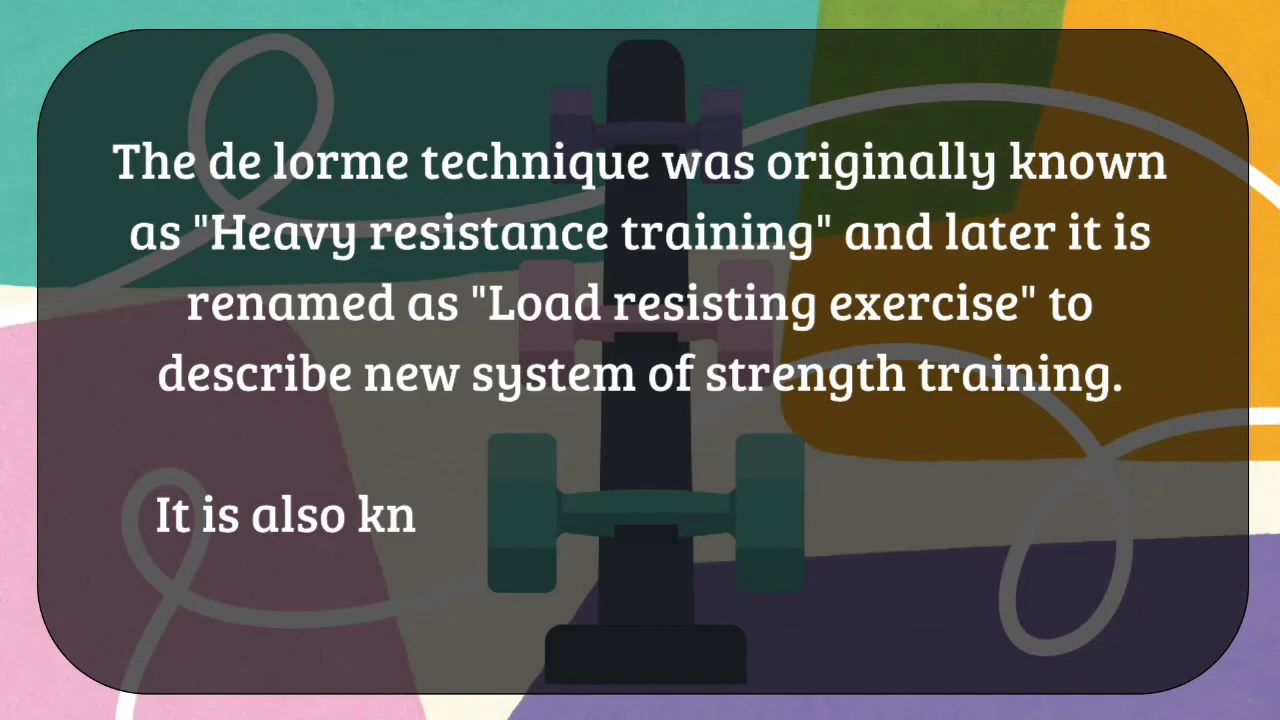 The de lorme technique was originally known
as "Heavy resistance training" and later it is
renamed as "Load resisting exercise" to
describe new system of strength training.
It is also kn